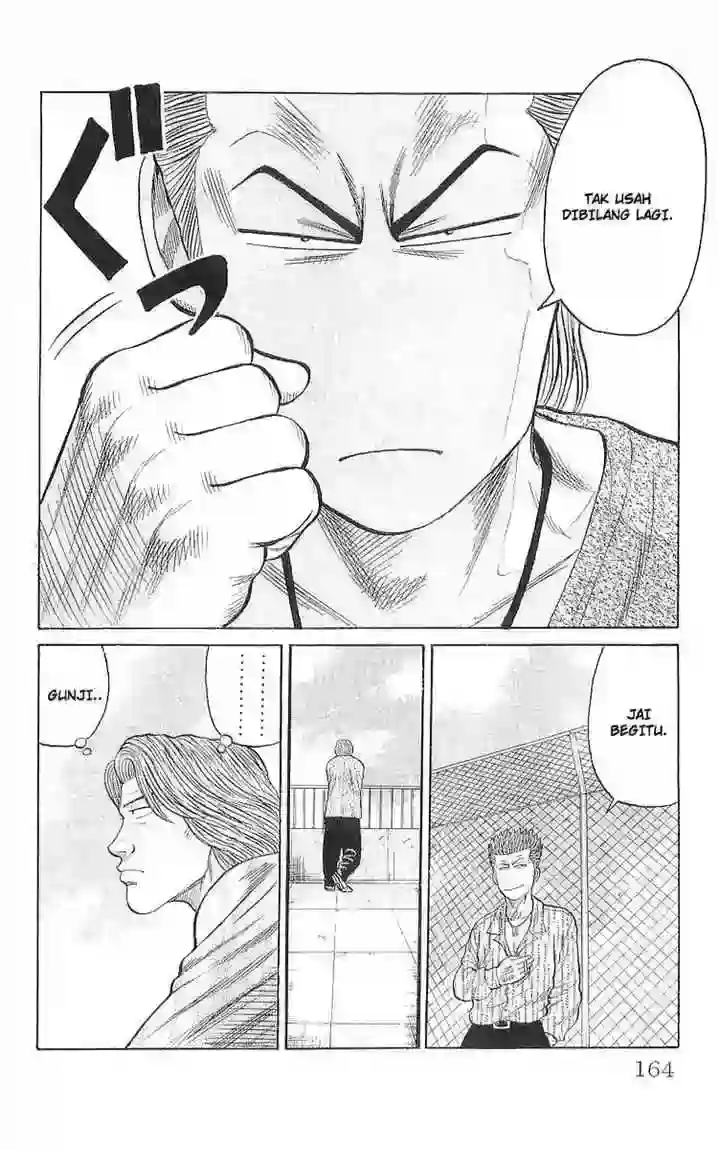 TAK USAH
DIBILANG LAGI.
ぐっ
JAI
BEGITU.
.......
GUNJI..
164